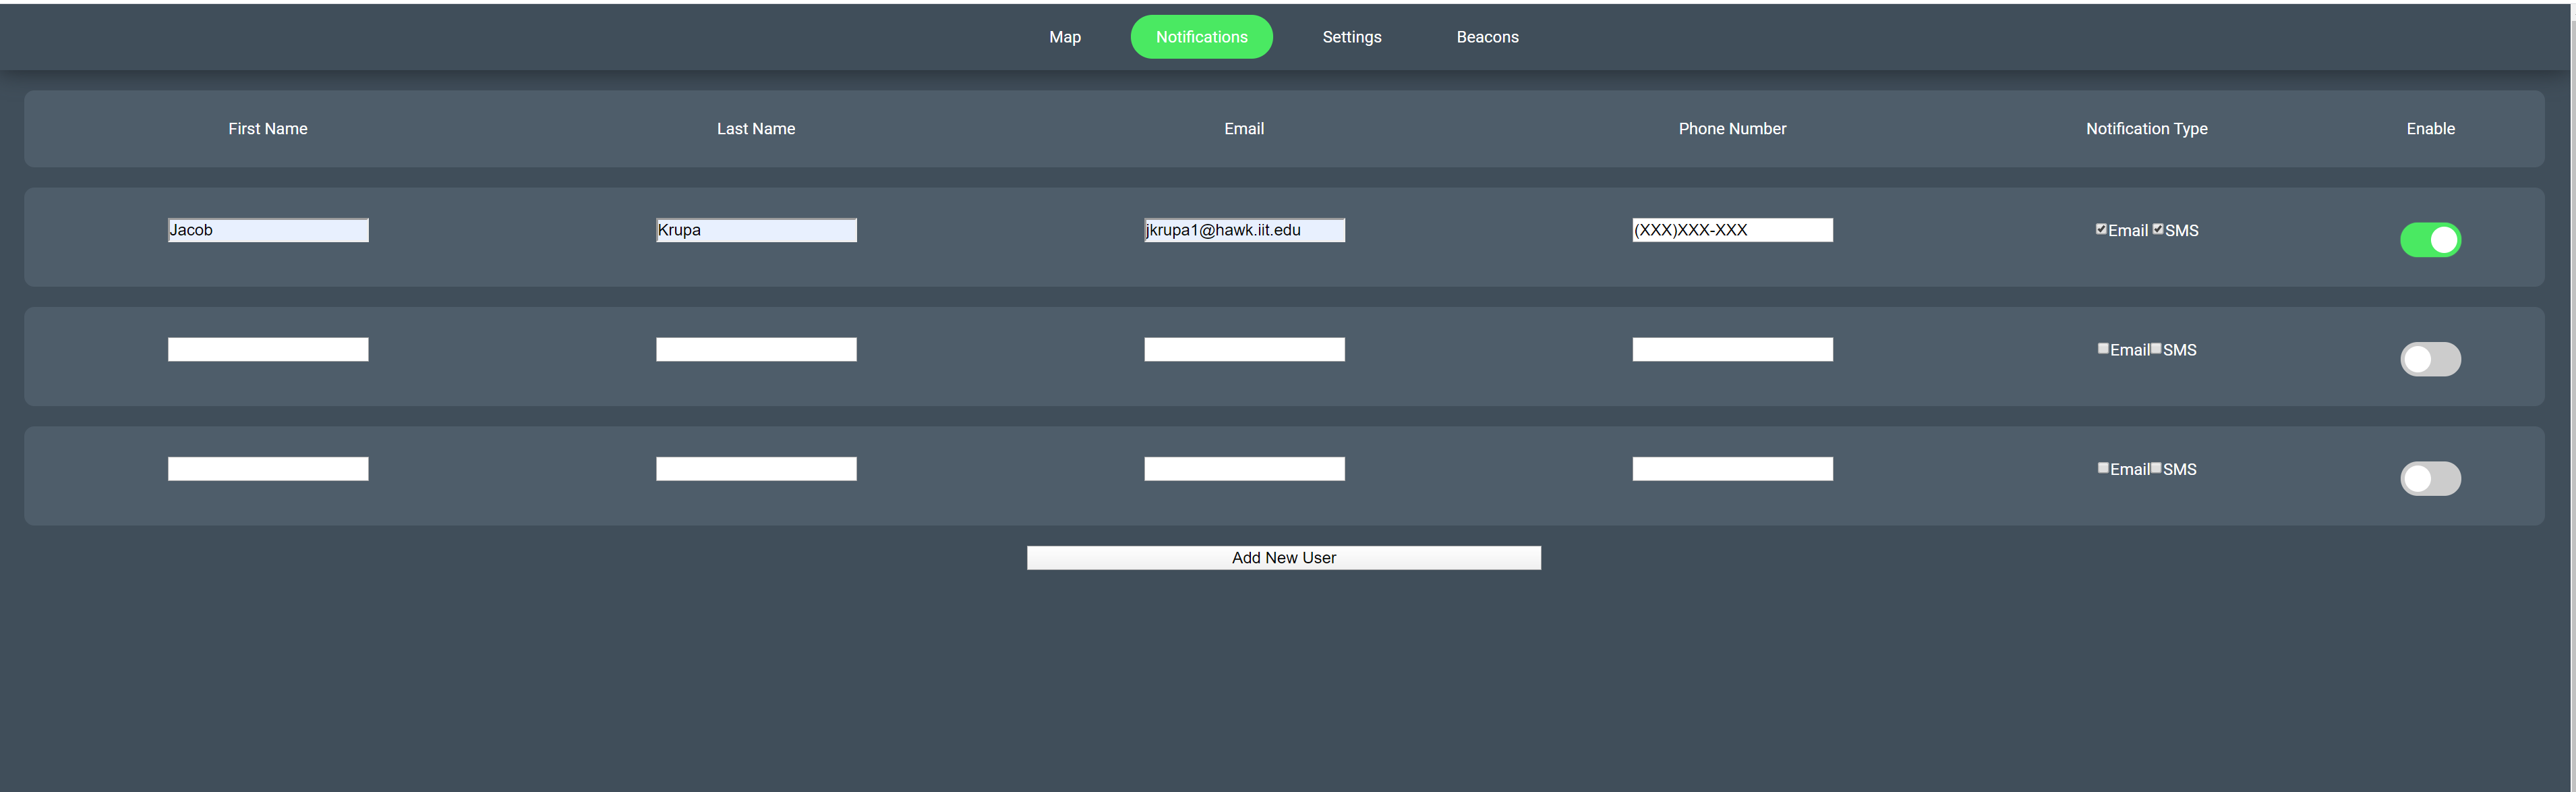 Map Notifications Settings Beacons
First Name Last Name Email Phone Number Notification Type Enable
Jacob Krupa jkrupa1@hawk.iit.edu (XXX)XXX-XXX Email SMS
Email SMS
Email SMS
Add New User